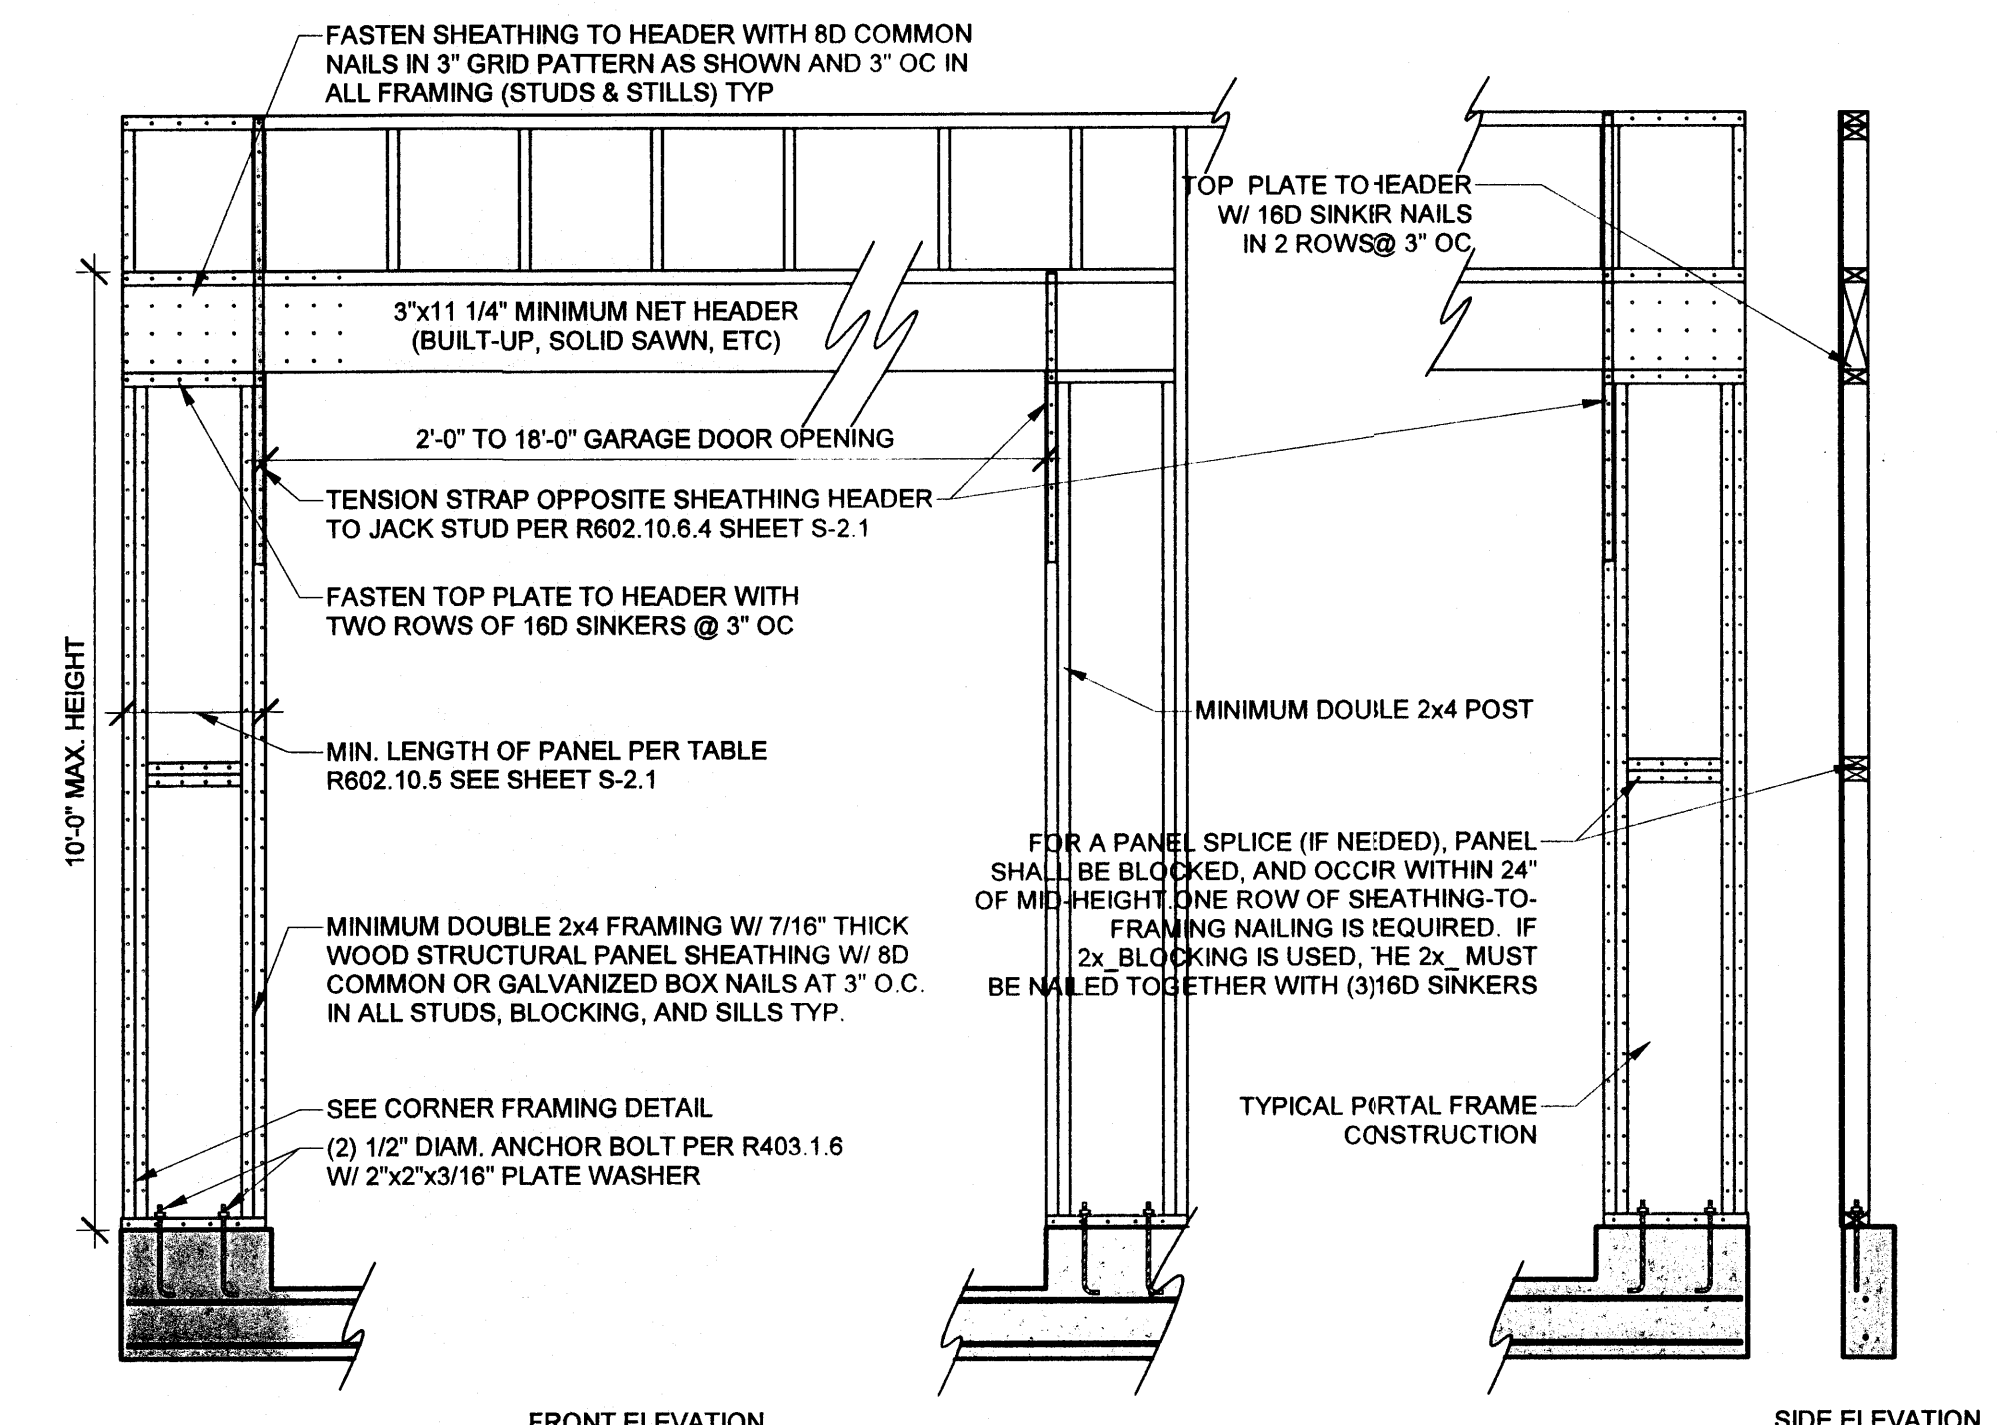 FASTEN SHEATHING TO HEADER WITH 8D COMMON
NAILS IN 3" GRID PATTERN AS SHOWN AND 3" OC IN
ALL FRAMING (STUDS & STILLS) TYP
TOP PLATE TO HEADER
W/ 16D SINKER NAILS
IN 2 ROWS@ 3" OC
3"x11 1/4" MINIMUM NET HEADER
(BUILT-UP, SOLID SAWN, ETC)
2'-0" TO 18'-0" GARAGE DOOR OPENING
TENSION STRAP OPPOSITE SHEATHING HEADER
TO JACK STUD PER R602.10.6.4 SHEET S-2.1
FASTEN TOP PLATE TO HEADER WITH
TWO ROWS OF 16D SINKERS @ 3" OC
10'-0" MAX. HEIGHT
MINIMUM DOUBLE 2x4 POST
MIN. LENGTH OF PANEL PER TABLE
R602.10.5 SEE SHEET S-2.1
FOR A PANEL SPLICE (IF NEEDED), PANEL
SHALL BE BLOCKED, AND OCCUR WITHIN 24"
OF MID-HEIGHT.ONE ROW OF SHEATHING-TO-
FRAMING NAILING IS REQUIRED. IF
2x_BLOCKING IS USED, THE 2x_ MUST
BE NAILED TOGETHER WITH (3)16D SINKERS
MINIMUM DOUBLE 2x4 FRAMING W/ 7/16" THICK
WOOD STRUCTURAL PANEL SHEATHING W/ 8D
COMMON OR GALVANIZED BOX NAILS AT 3" O.C.
IN ALL STUDS, BLOCKING, AND SILLS TYP.
SEE CORNER FRAMING DETAIL
(2) 1/2" DIAM. ANCHOR BOLT PER R403.1.6
W/ 2"x2"x3/16" PLATE WASHER
TYPICAL PORTAL FRAME
CONSTRUCTION
FRONT ELEVATION
SIDE ELEVATION